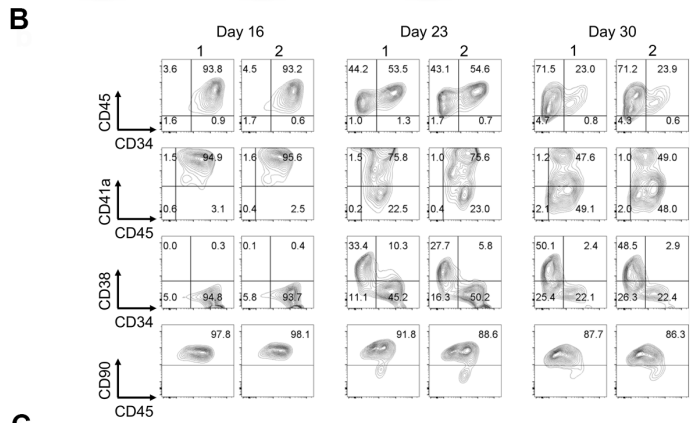 B
Day 16 Day 23 Day 30
1 2 1 2 1 2
3.6 93.8 4.5 93.2 44.2 53.5 43.1 54.6 71.5 23.0 71.2 23.9
CD45
1.6 0.9 1.7 0.6 1.0 1.3 1.7 0.7 4.7 0.8 4.3 0.6
CD34
1.5 94.9 1.6 95.6 1.5 75.8 1.0 75.6 1.2 47.6 1.0 49.0
CD41a
0.6 3.1 0.4 2.5 0.2 22.5 0.4 23.0 2.1 49.1 2.0 48.0
CD45
0.0 0.3 0.1 0.4 33.4 10.3 27.7 5.8 50.1 2.4 48.5 2.9
CD38
5.0 94.8 5.8 93.7 11.1 45.2 16.3 50.2 25.4 22.1 26.3 22.4
CD34
97.8 98.1 91.8 88.6 87.7 86.3
CD90
CD45